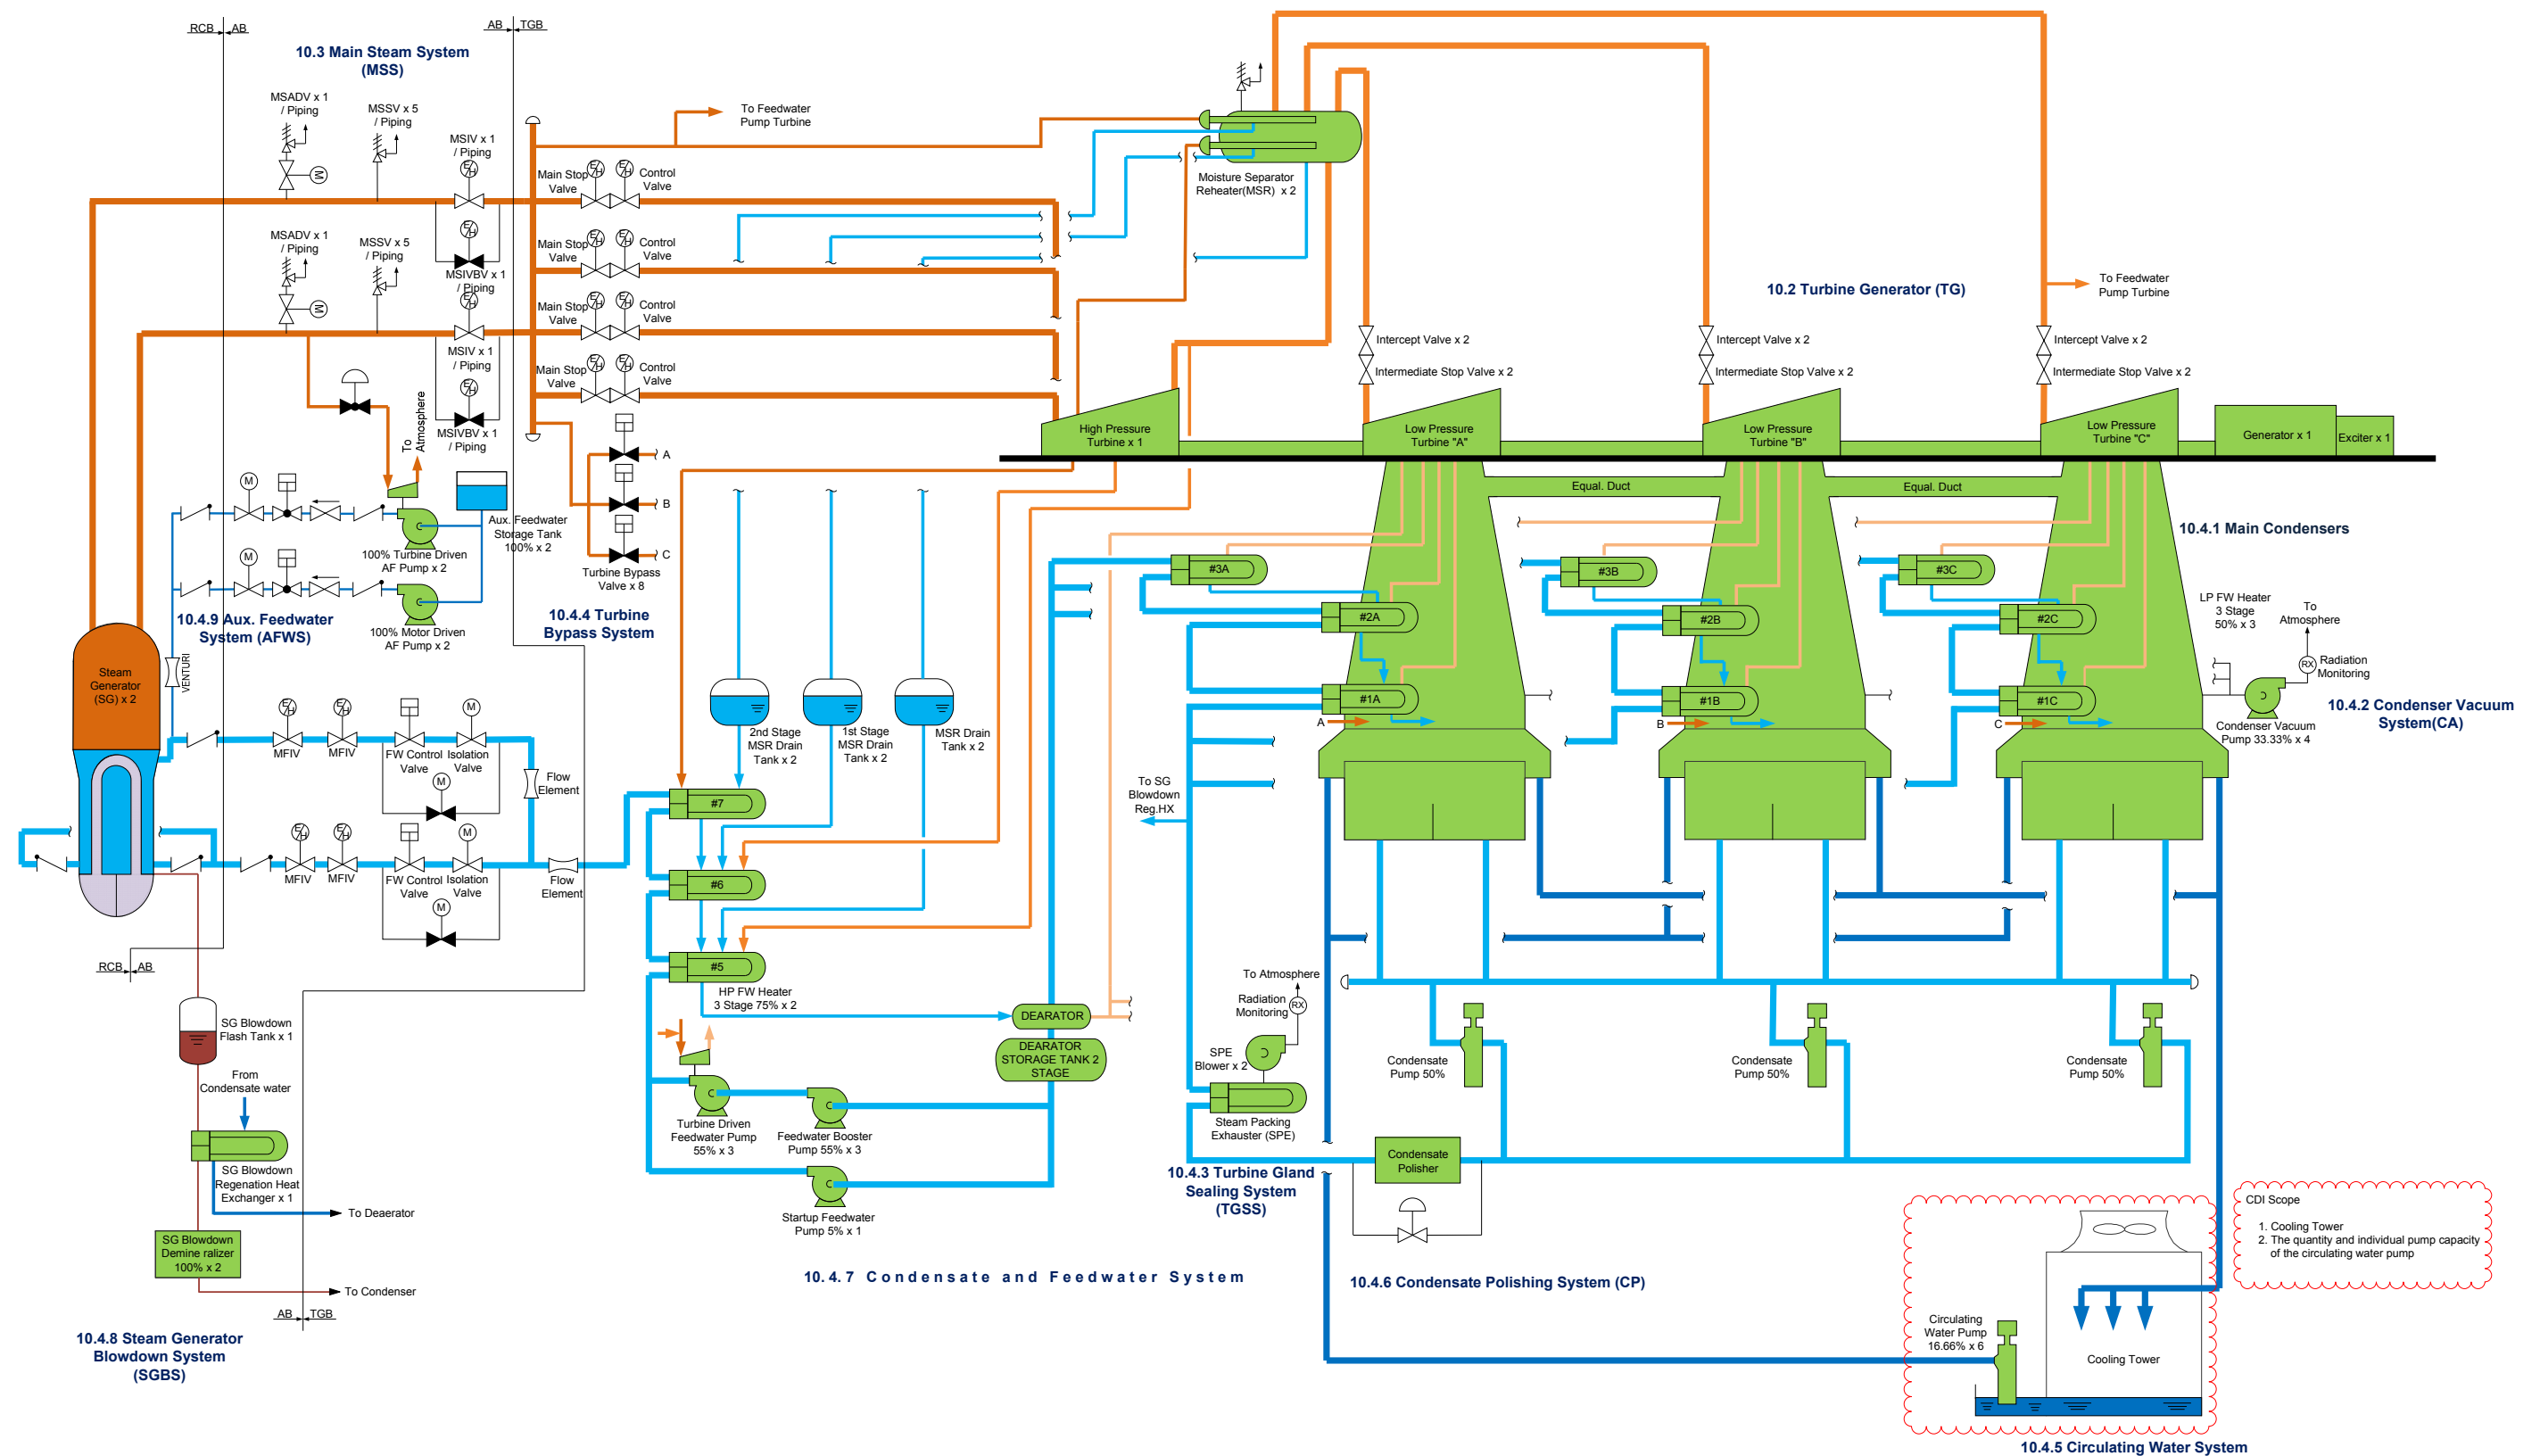 RCB
AB
AB
TGB
10.3 Main Steam System
(MSS)
MSADV x 1
/ Piping
MSSV x 5
/ Piping
MSIV x 1
/ Piping
E/H
M
To Feedwater
Pump Turbine
Main Stop
Valve
E/H
E/H
Control
Valve
Moisture Separator
Reheater(MSR) x 2
MSADV x 1
/ Piping
MSSV x 5
/ Piping
E/H
MSIVBV x 1
/ Piping
E/H
M
Main Stop
Valve
E/H
E/H
Control
Valve
Main Stop
Valve
E/H
E/H
Control
Valve
Main Stop
Valve
E/H
E/H
Control
Valve
MSIV x 1
/ Piping
E/H
MSIVBV x 1
/ Piping
To
Atmosphere
10.2 Turbine Generator (TG)
To Feedwater
Pump Turbine
Intercept Valve x 2
Intermediate Stop Valve x 2
Intercept Valve x 2
Intermediate Stop Valve x 2
Intercept Valve x 2
Intermediate Stop Valve x 2
High Pressure
Turbine x 1
Low Pressure
Turbine "A"
Low Pressure
Turbine "B"
Low Pressure
Turbine "C"
Generator x 1
Exciter x 1
A
B
C
Turbine Bypass
Valve x 8
10.4.4 Turbine
Bypass System
Equal. Duct
Equal. Duct
10.4.1 Main Condensers
M
C
100% Turbine Driven
AF Pump x 2
Aux. Feedwater
Storage Tank
100% x 2
M
C
100% Motor Driven
AF Pump x 2
10.4.9 Aux. Feedwater
System (AFWS)
VENTURI
Steam
Generator
(SG) x 2
#3A
#2A
#1A
A
#3B
#2B
#1B
B
#3C
#2C
#1C
C
LP FW Heater
3 Stage
50% x 3
To
Atmosphere
RX
Radiation
Monitoring
C
Condenser Vacuum
Pump 33.33% x 4
10.4.2 Condenser Vacuum
System(CA)
E/H
MFIV
E/H
MFIV
FW Control
Valve
M
Isolation
Valve
M
Flow
Element
E/H
MFIV
E/H
MFIV
FW Control
Valve
M
Isolation
Valve
M
Flow
Element
2nd Stage
MSR Drain
Tank x 2
1st Stage
MSR Drain
Tank x 2
MSR Drain
Tank x 2
#7
#6
#5
HP FW Heater
3 Stage 75% x 2
To SG
Blowdown
Reg.HX
RCB
AB
SG Blowdown
Flash Tank x 1
From
Condensate water
SG Blowdown
Regenation Heat
Exchanger x 1
To Deaerator
SG Blowdown
Demine ralizer
100% x 2
To Condenser
AB
TGB
10.4.8 Steam Generator
Blowdown System
(SGBS)
C
Turbine Driven
Feedwater Pump
55% x 3
C
Feedwater Booster
Pump 55% x 3
C
Startup Feedwater
Pump 5% x 1
DEARATOR
DEARATOR
STORAGE TANK 2
STAGE
10.4.7 Condensate and Feedwater System
To Atmosphere
Radiation
Monitoring
RX
SPE
Blower x 2
C
Steam Packing
Exhauster (SPE)
10.4.3 Turbine Gland
Sealing System
(TGSS)
Condensate
Pump 50%
Condensate
Pump 50%
Condensate
Pump 50%
Condensate
Polisher
10.4.6 Condensate Polishing System (CP)
CDI Scope
1. Cooling Tower
2. The quantity and individual pump capacity
of the circulating water pump
Circulating
Water Pump
16.66% x 6
Cooling Tower
10.4.5 Circulating Water System